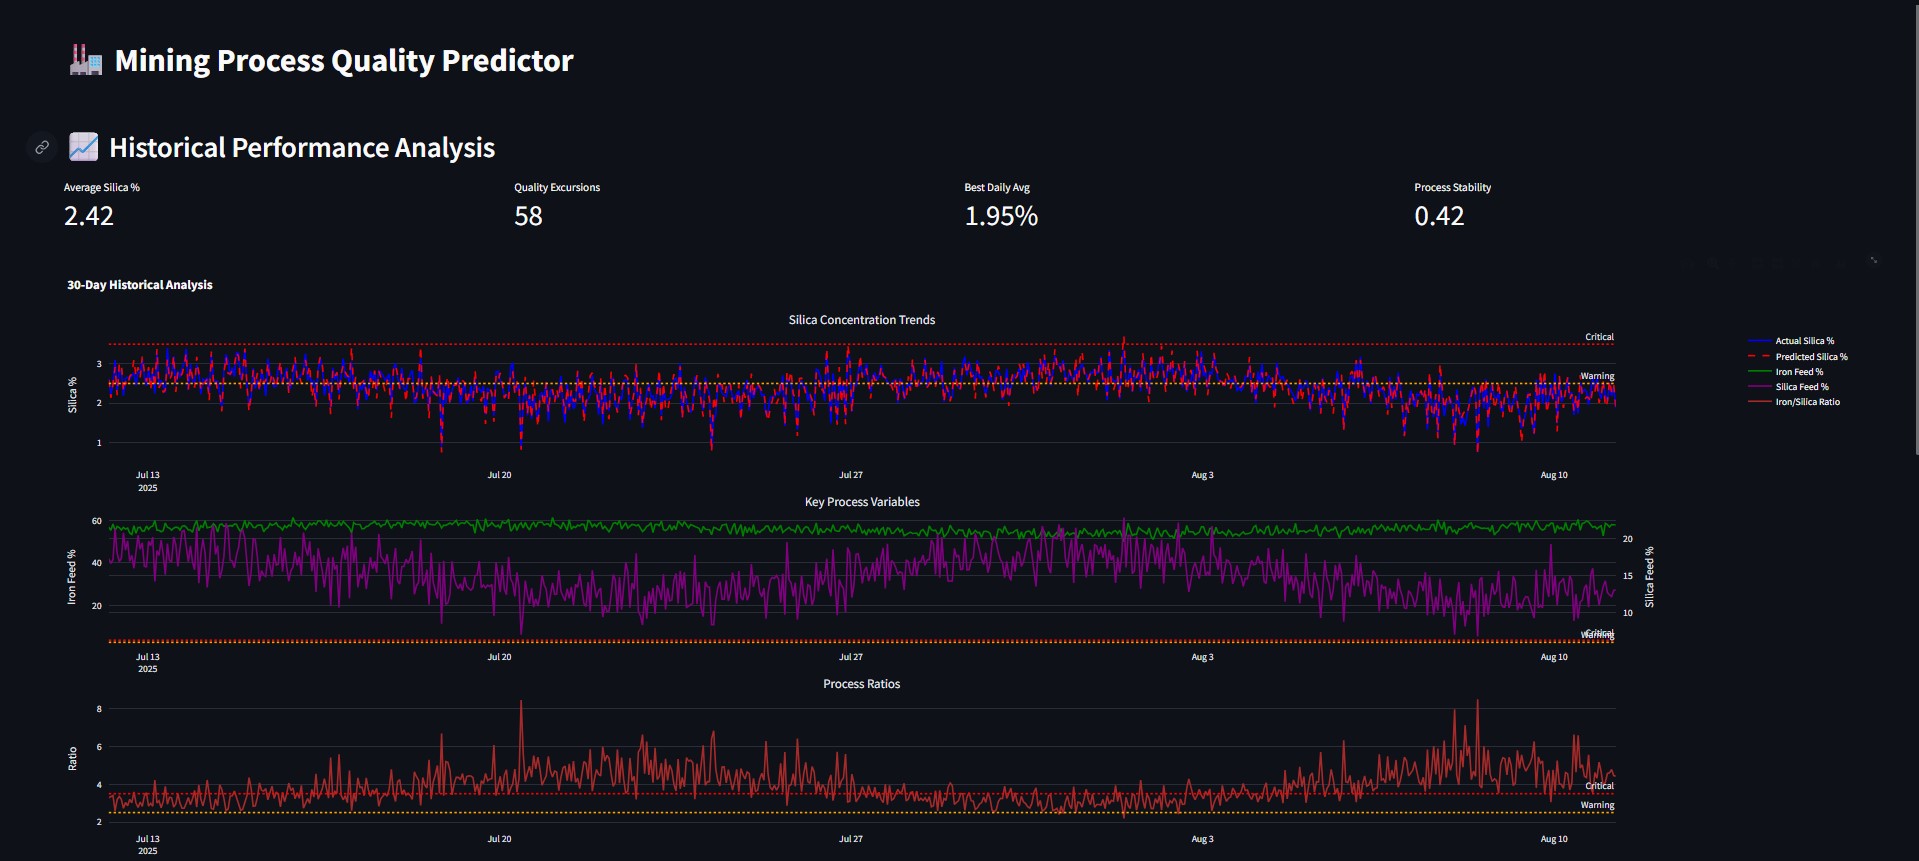 Mining Process Quality Predictor
Historical Performance Analysis
Average Silica % Quality Excursions Best Daily Avg Process Stability
2.42 58 1.95% 0.42
30-Day Historical Analysis
Silica Concentration Trends
Critical
Warning
Silica %
3
2
1
Jul 13 Jul 20 Jul 27 Aug 3 Aug 10
2025
Actual Silica %
Predicted Silica %
Iron Feed %
Silica Feed %
Iron/Silica Ratio
Key Process Variables
Iron Feed %
60
40
20
20
15
10
Silica Feed %
Critical
Warning
Jul 13 Jul 20 Jul 27 Aug 3 Aug 10
2025
Process Ratios
Ratio
8
6
4
2
Critical
Warning
Jul 13 Jul 20 Jul 27 Aug 3 Aug 10
2025